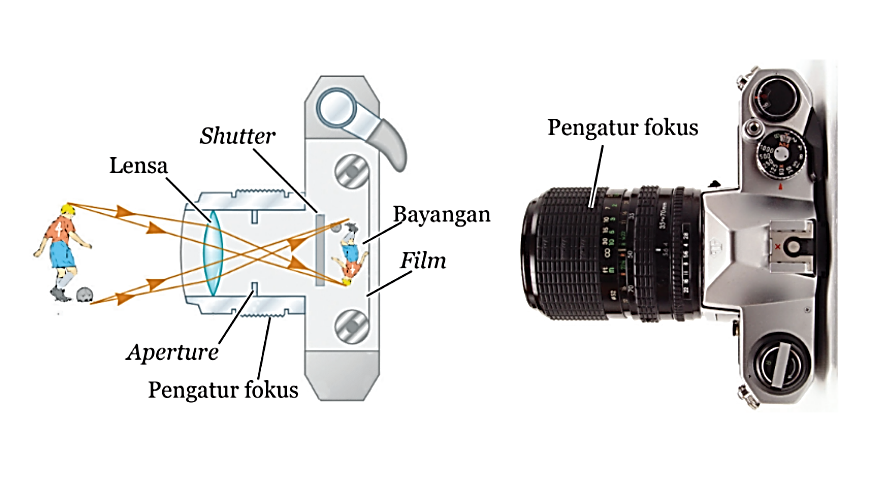 Shutter
Lensa
Bayangan
Film
Aperture
Pengatur fokus
Pengatur fokus